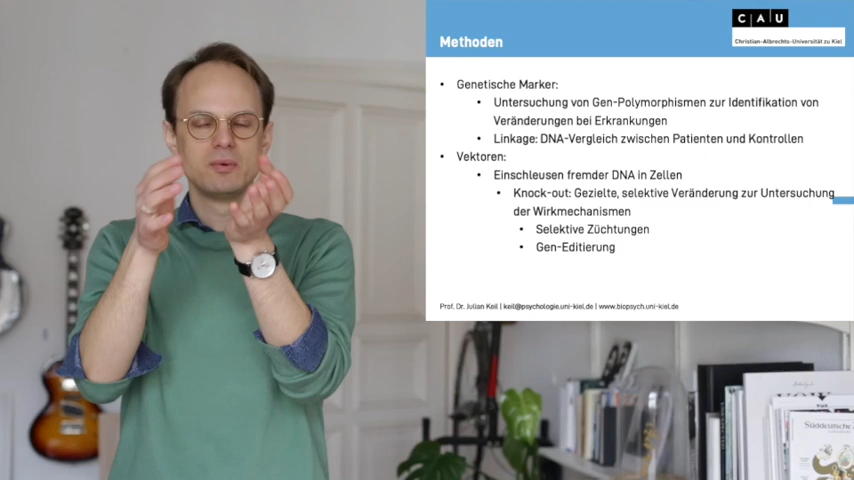 C A U
Christian-Albrechts-Universität zu Kiel
Methoden
• Genetische Marker:
• Untersuchung von Gen-Polymorphismen zur Identifikation von
Veränderungen bei Erkrankungen
• Linkage: DNA-Vergleich zwischen Patienten und Kontrollen
• Vektoren:
• Einschleusen fremder DNA in Zellen
• Knock-out: Gezielte, selektive Veränderung zur Untersuchung
der Wirkmechanismen
• Selektive Züchtungen
• Gen-Editierung
Prof. Dr. Julian Keil | keil@psychologie.uni-kiel.de | www.biopsych.uni-kiel.de
Süddeutsche